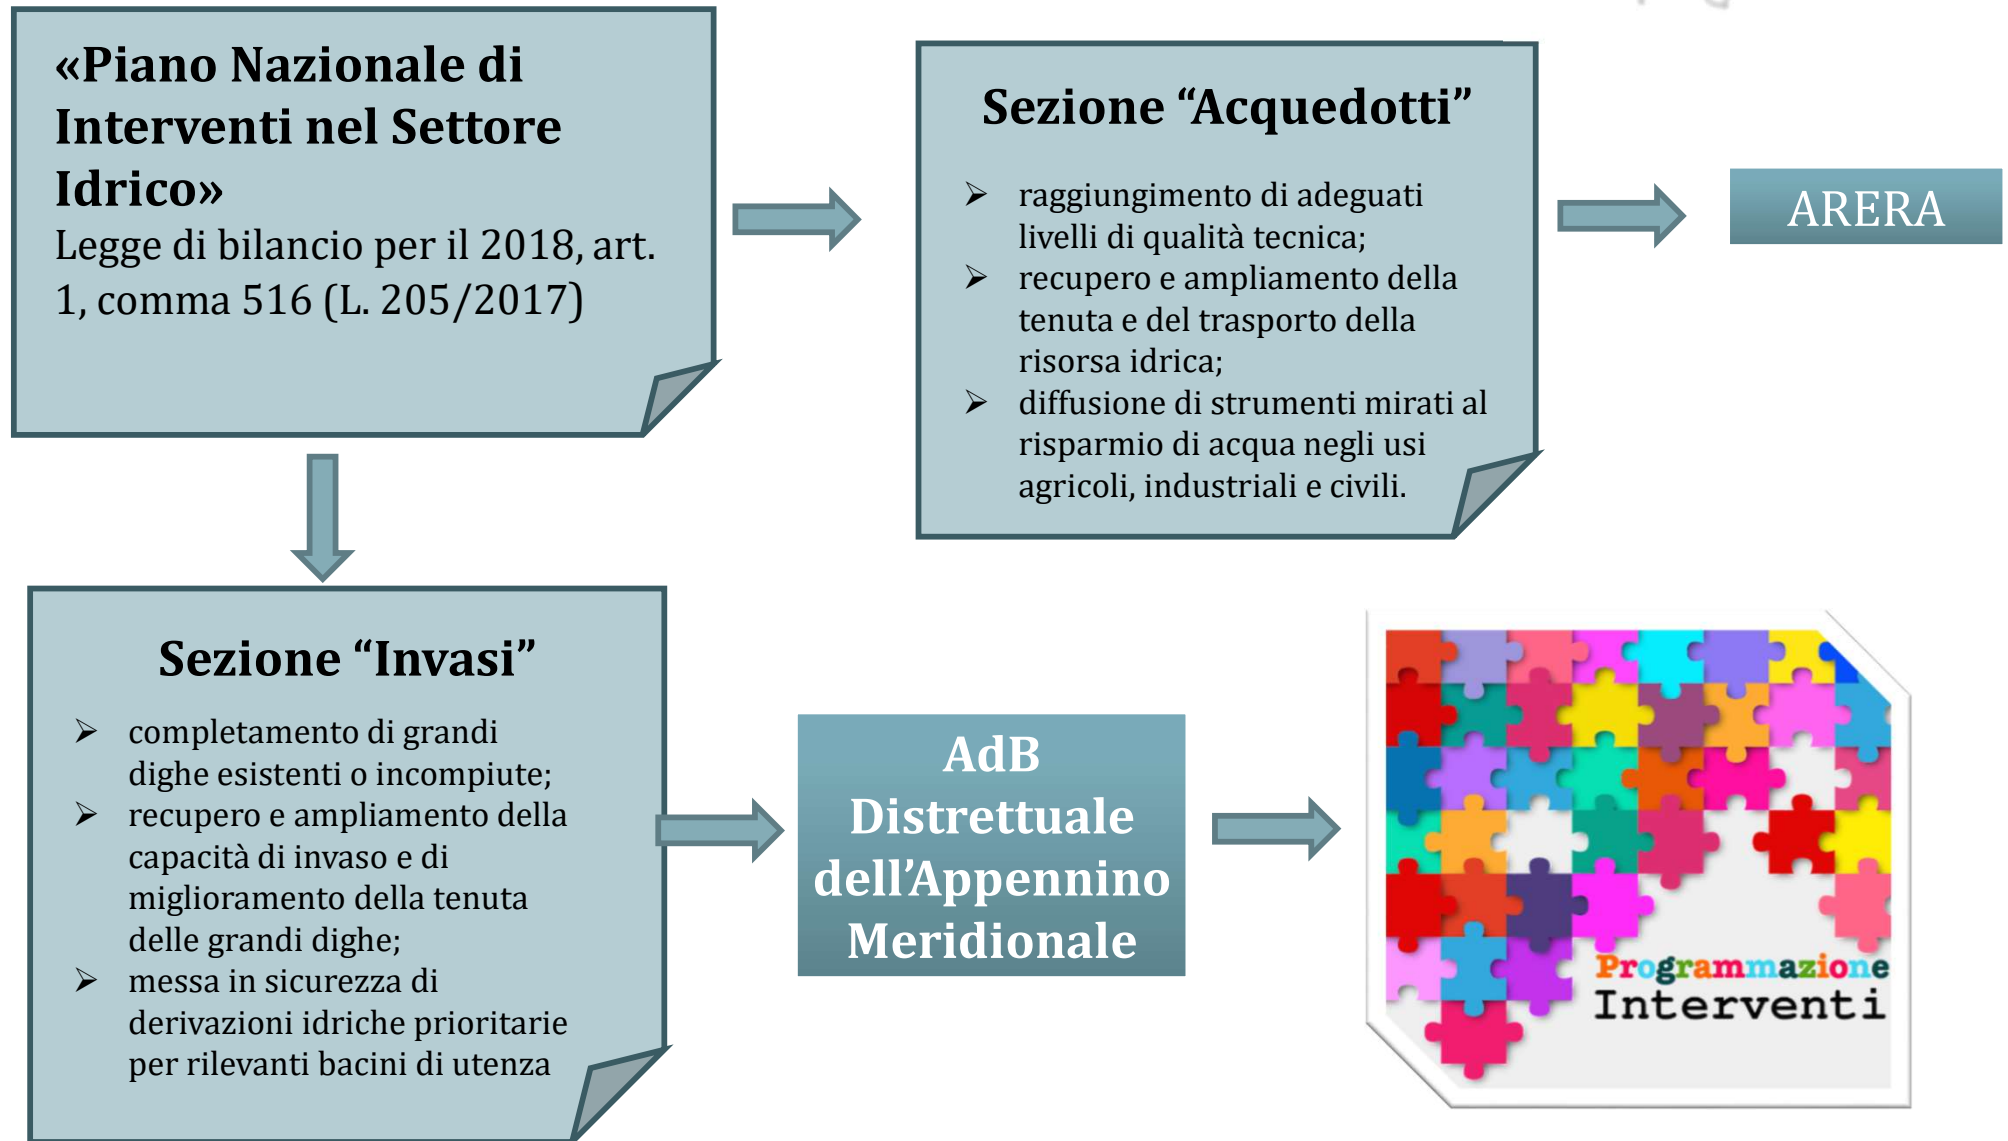 «Piano Nazionale di
Interventi nel Settore
Idrico»
Legge di bilancio per il 2018, art.
1, comma 516 (L. 205/2017)
Sezione “Acquedotti”
➢ raggiungimento di adeguati
livelli di qualità tecnica;
➢ recupero e ampliamento della
tenuta e del trasporto della
risorsa idrica;
➢ diffusione di strumenti mirati al
risparmio di acqua negli usi
agricoli, industriali e civili.
ARERA
Sezione “Invasi”
➢ completamento di grandi
dighe esistenti o incompiute;
➢ recupero e ampliamento della
capacità di invaso e di
miglioramento della tenuta
delle grandi dighe;
➢ messa in sicurezza di
derivazioni idriche prioritarie
per rilevanti bacini di utenza
AdB
Distrettuale
dell’Appennino
Meridionale
Programmazione
Interventi